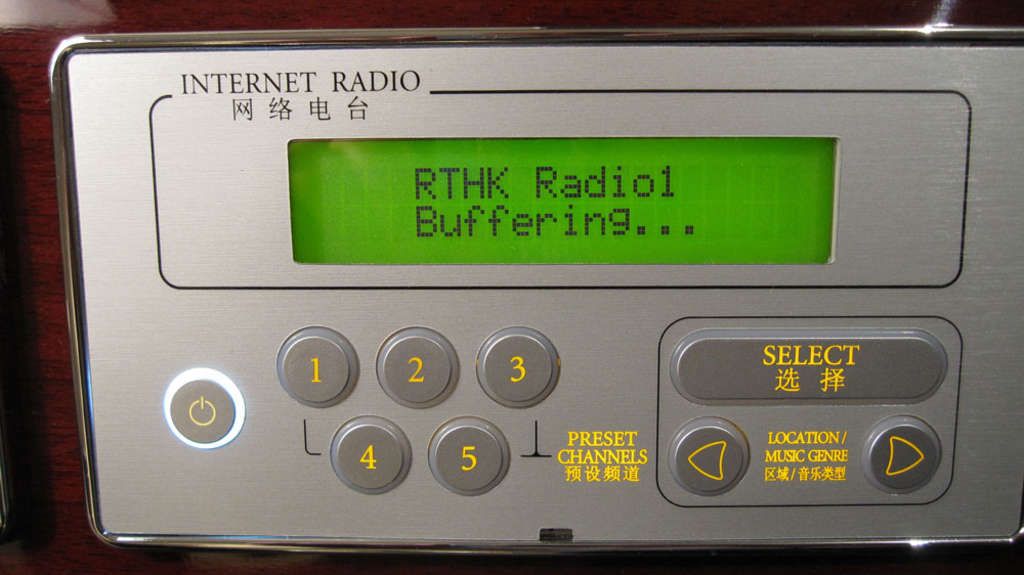 INTERNET RADIO
网络电台
RTHK Radio1
Buffering...
1 2 3
4 5
PRESET
CHANNELS
预设频道
SELECT
选择
LOCATION/
MUSIC GENRE
区域/音乐类型